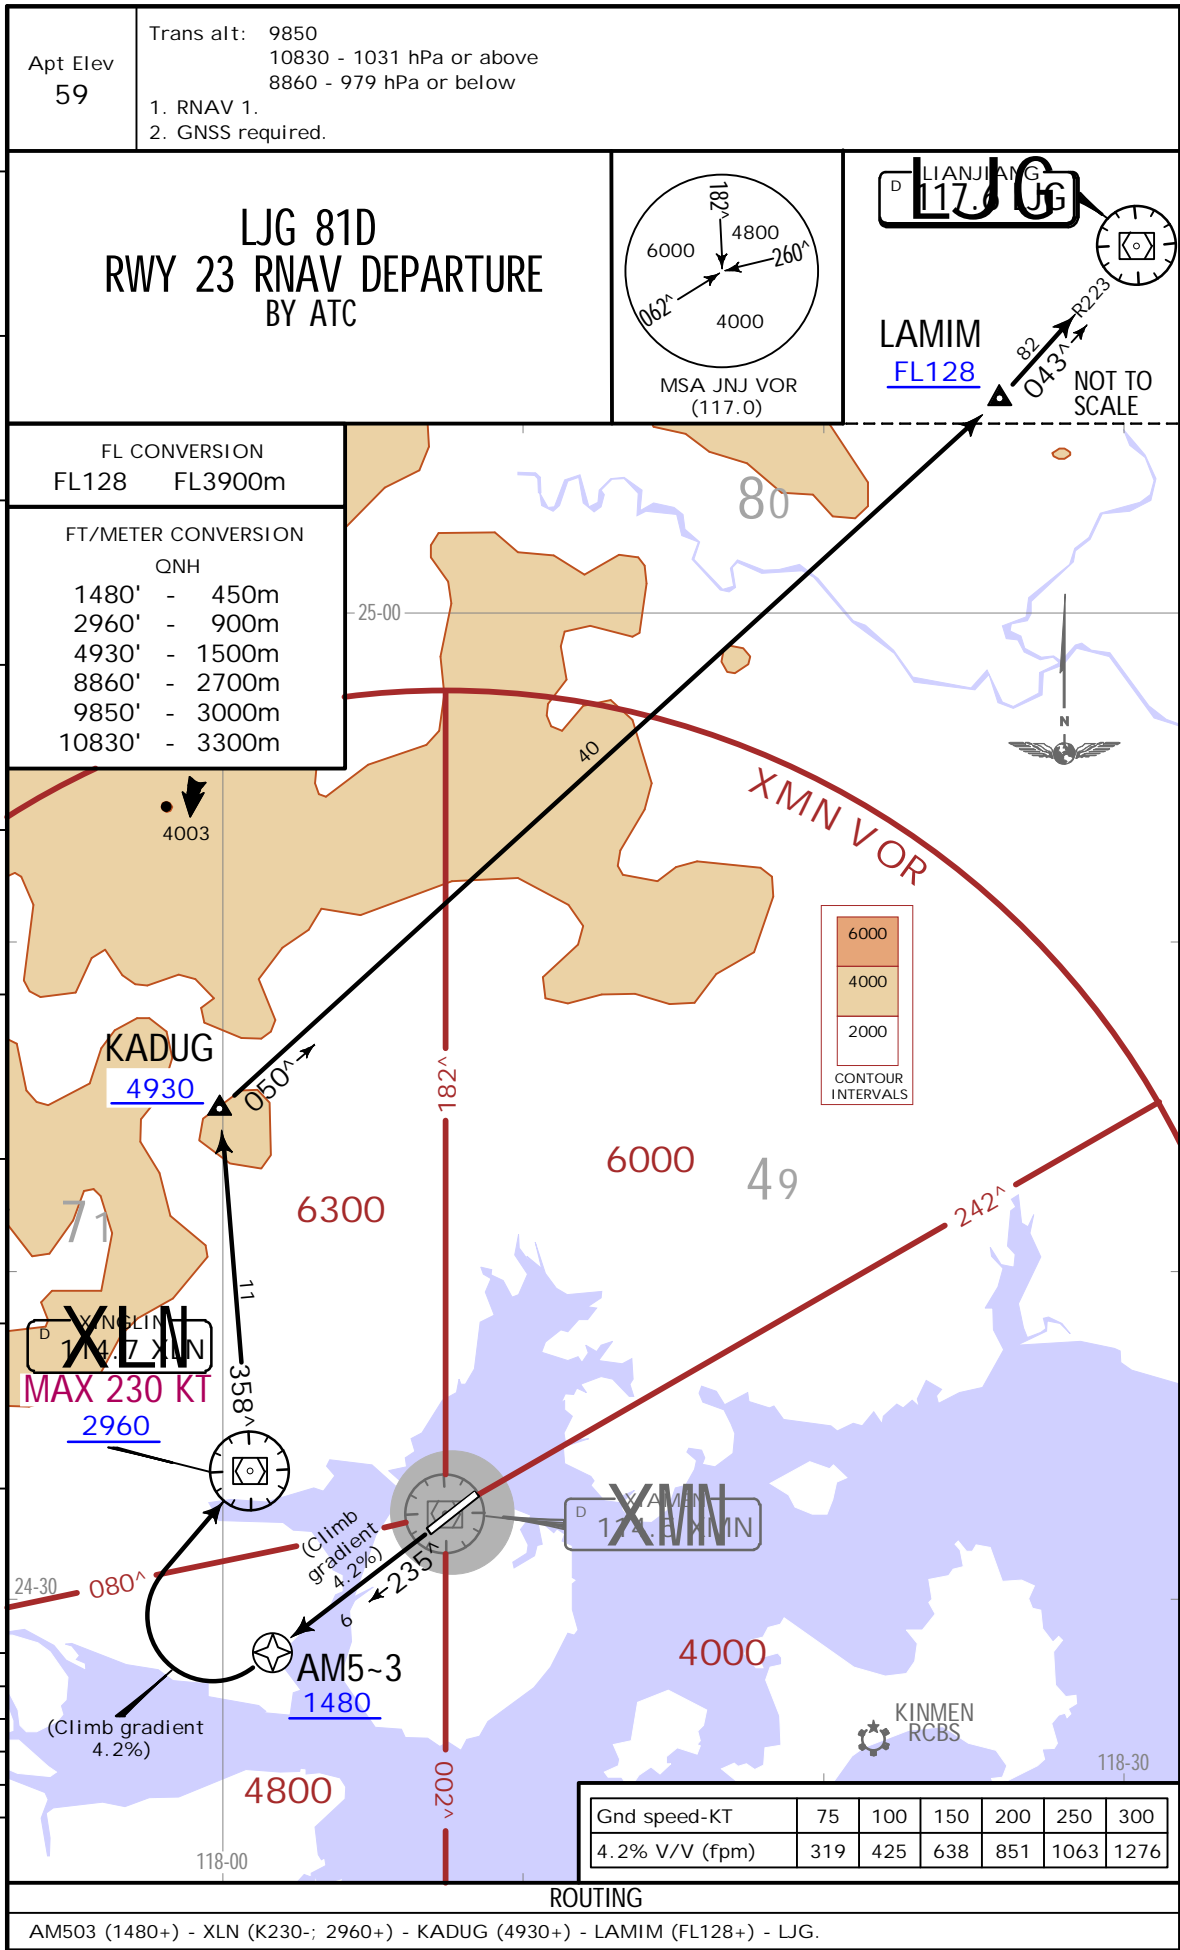 Apt Elev
59
Trans alt: 9850
10830 - 1031 hPa or above
8860 - 979 hPa or below
1. RNAV 1.
2. GNSS required.
LJG 81D
RWY 23 RNAV DEPARTURE
BY ATC
182^
6000
4800
260^
062^
4000
MSA JNJ VOR
(117.0)
LIANJIANG
D 117.6 LJG
LJG
R223
LAMIM
FL128
82
043^
NOT TO
SCALE
FL CONVERSION
FL128 FL3900m
FT/METER CONVERSION
QNH
1480' - 450m
2960' - 900m
4930' - 1500m
8860' - 2700m
9850' - 3000m
10830' - 3300m
80
25-00
N
40
XMN VOR
4003
6000
4000
2000
CONTOUR
INTERVALS
KADUG
4930
050^
182^
6000
49
6300
71
242^
11
XINGLIN
D 114.7 XLN
XLN
MAX 230 KT
2960
358^
XIAMEN
D XMN
XMN
(Climb
gradient
4.2%)
235^
6
080^
24-30
AM5~3
1480
4000
(Climb gradient
4.2%)
KINMEN
RCBS
118-30
4800
002^
118-00
Gnd speed-KT 75 100 150 200 250 300
4.2% V/V (fpm) 319 425 638 851 1063 1276
ROUTING
AM503 (1480+) - XLN (K230-; 2960+) - KADUG (4930+) - LAMIM (FL128+) - LJG.